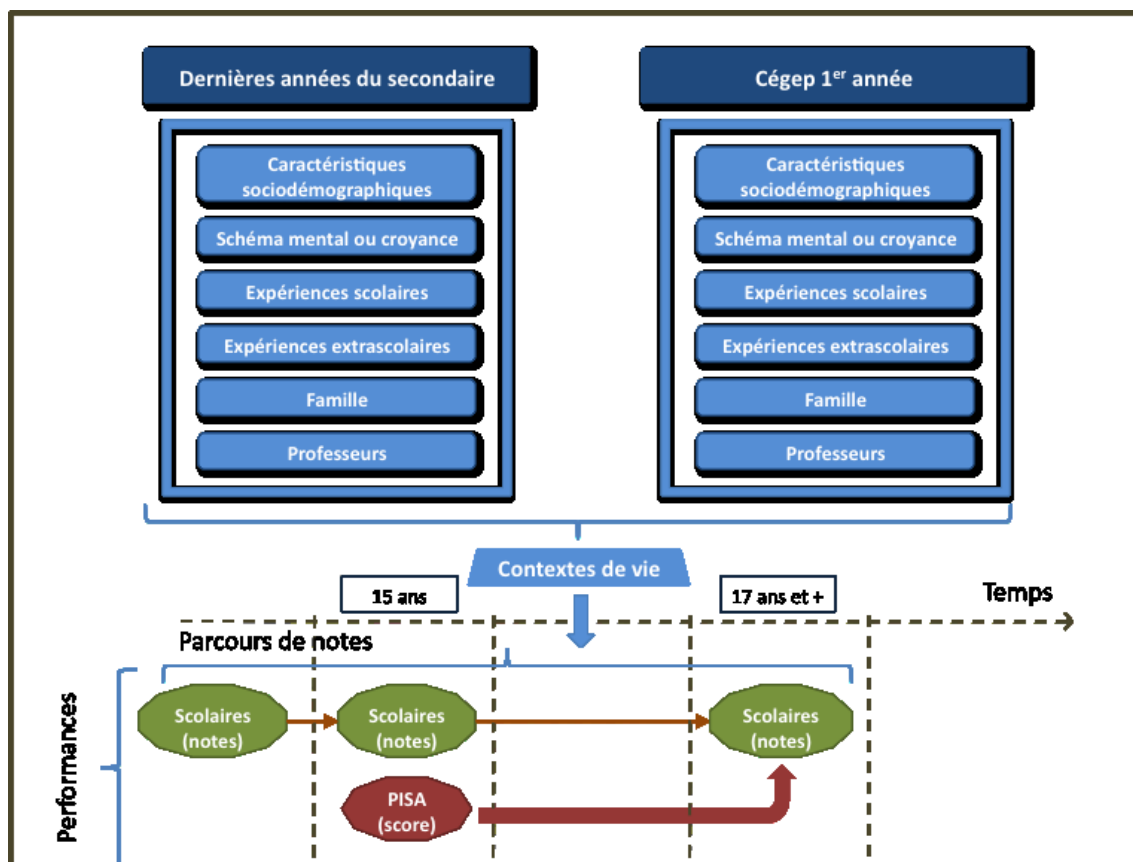 Dernières années du secondaire
Caractéristiques
sociodémographiques
Schéma mental ou croyance
Expériences scolaires
Expériences extrascolaires
Famille
Professeurs
Cégep 1er année
Caractéristiques
sociodémographiques
Schéma mental ou croyance
Expériences scolaires
Expériences extrascolaires
Famille
Professeurs
Contextes de vie
15 ans
17 ans et +
Temps
Parcours de notes
Performances
Scolaires
(notes)
Scolaires
(notes)
Scolaires
(notes)
PISA
(score)